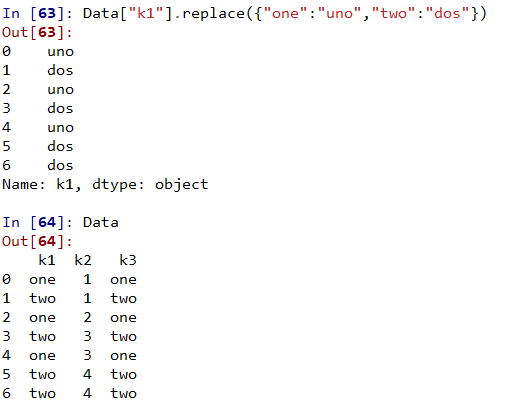 In [63]: Data["k1"].replace({"one":"uno","two":"dos"})
Out[63]:
0    uno
1    dos
2    uno
3    dos
4    uno
5    dos
6    dos
Name: k1, dtype: object

In [64]: Data
Out[64]:
    k1  k2   k3
0  one   1  one
1  two   1  two
2  one   2  one
3  two   3  two
4  one   3  one
5  two   4  two
6  two   4  two